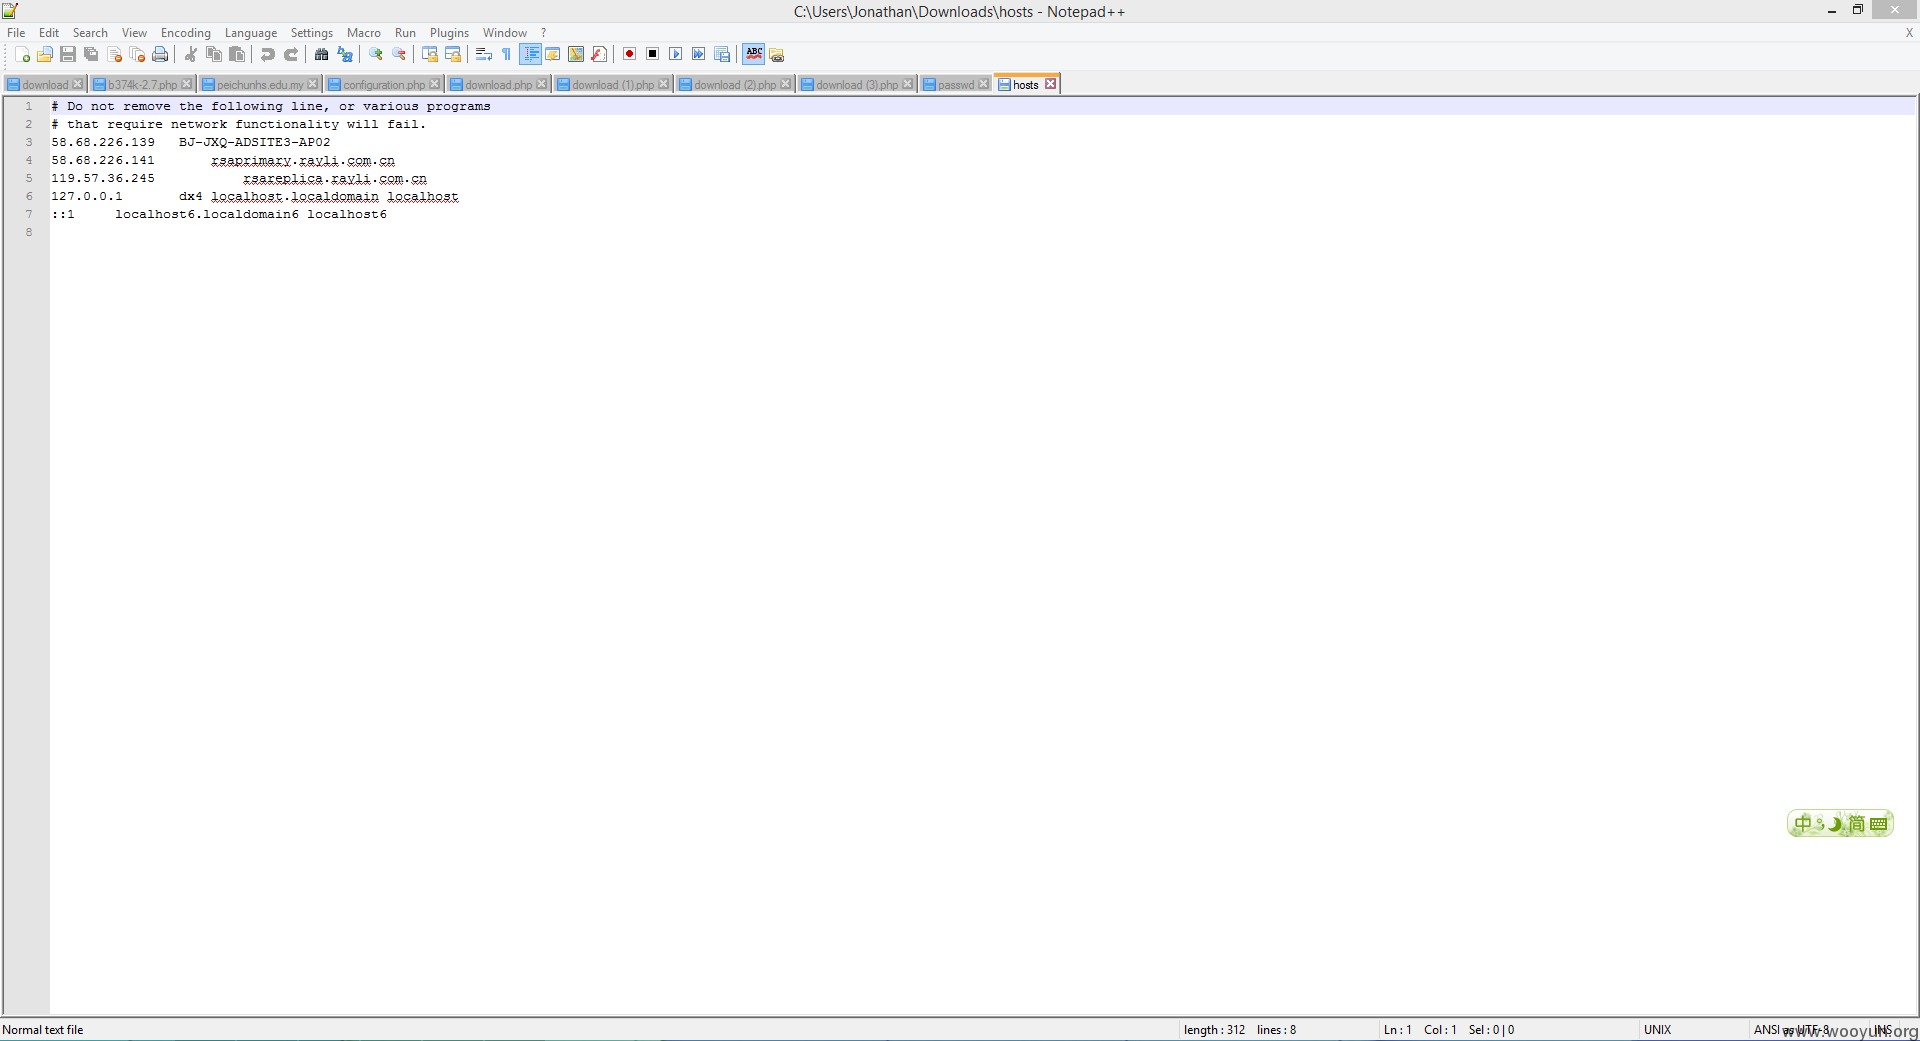 C:\Users\Jonathan\Downloads\hosts - Notepad++
File Edit Search View Encoding Language Settings Macro Run Plugins Window ? X
ABC
download b374k-2.7.php peichunhs.edu.my configuration.php download.php download (1).php download (2).php download (3).php passwd hosts
1 # Do not remove the following line, or various programs
2 # that require network functionality will fail.
3 58.68.226.139 BJ-JXQ-ADSITE3-AP02
4 58.68.226.141 rsaprimary.rayli.com.cn
5 119.57.36.245 rsareplica.rayli.com.cn
6 127.0.0.1 dx4 localhost.localdomain localhost
7 ::1 localhost6.localdomain6 localhost6
8
中 简
Normal text file length : 312 lines : 8 Ln : 1 Col : 1 Sel : 0 | 0 UNIX ANSI as UTF-8 INS
www.wooyun.org